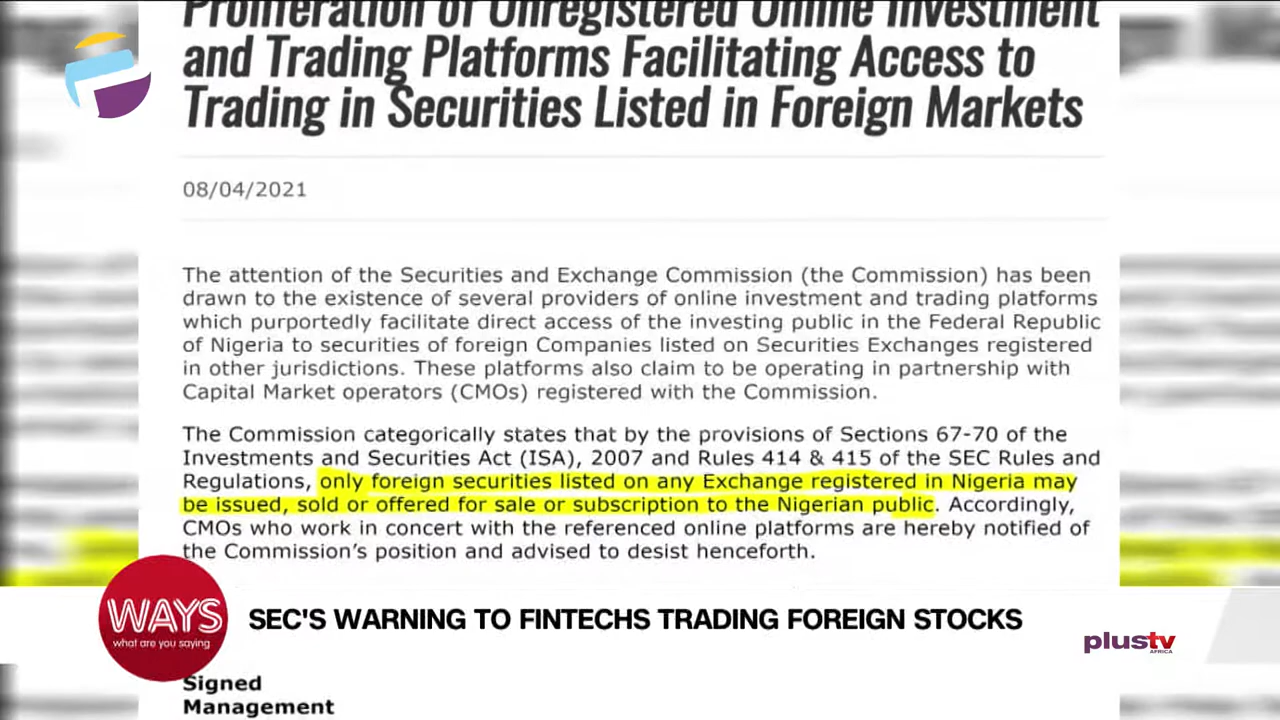 Proliferation of Unregistered Online Investment
and Trading Platforms Facilitating Access to
Trading in Securities Listed in Foreign Markets
08/04/2021
The attention of the Securities and Exchange Commission (the Commission) has been
drawn to the existence of several providers of online investment and trading platforms
which purportedly facilitate direct access of the investing public in the Federal Republic
of Nigeria to securities of foreign Companies listed on Securities Exchanges registered
in other jurisdictions. These platforms also claim to be operating in partnership with
Capital Market operators (CMOs) registered with the Commission.
The Commission categorically states that by the provisions of Sections 67-70 of the
Investments and Securities Act (ISA), 2007 and Rules 414 & 415 of the SEC Rules and
Regulations, only foreign securities listed on any Exchange registered in Nigeria may
be issued, sold or offered for sale or subscription to the Nigerian public. Accordingly,
CMOs who work in concert with the referenced online platforms are hereby notified of
the Commission's position and advised to desist henceforth.
WAYS
what are you saying
SEC'S WARNING TO FINTECHS TRADING FOREIGN STOCKS
plustv
AFRICA
Signed
Management